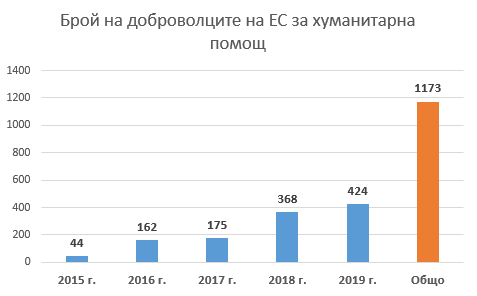 Брой на доброволците на ЕС за хуманитарна
помощ
1400
1200
1000
800
600
400
200
0
44
162
175
368
424
1173
2015 г.
2016 г.
2017 г.
2018 г.
2019 г.
Общо